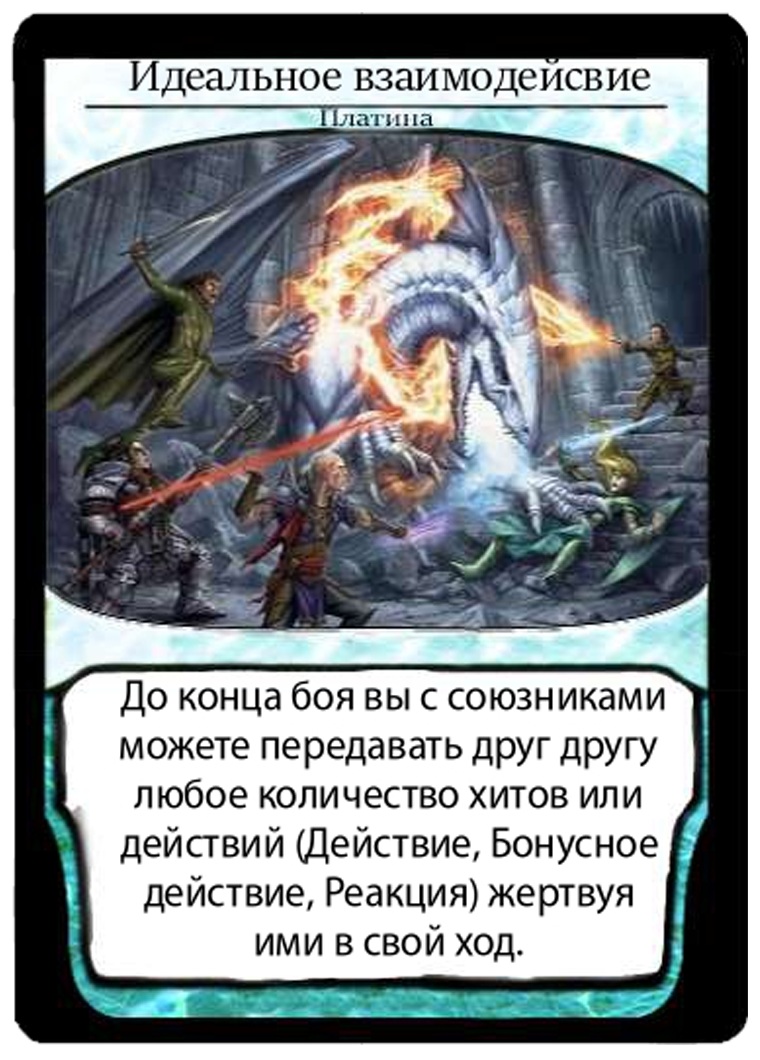 Идеальное взаимодейсвие
Платина
До конца боя вы с союзниками
можете передавать друг другу
любое количество хитов или
действий (Действие, Бонусное
действие, Реакция) жертвуя
ими в свой ход.